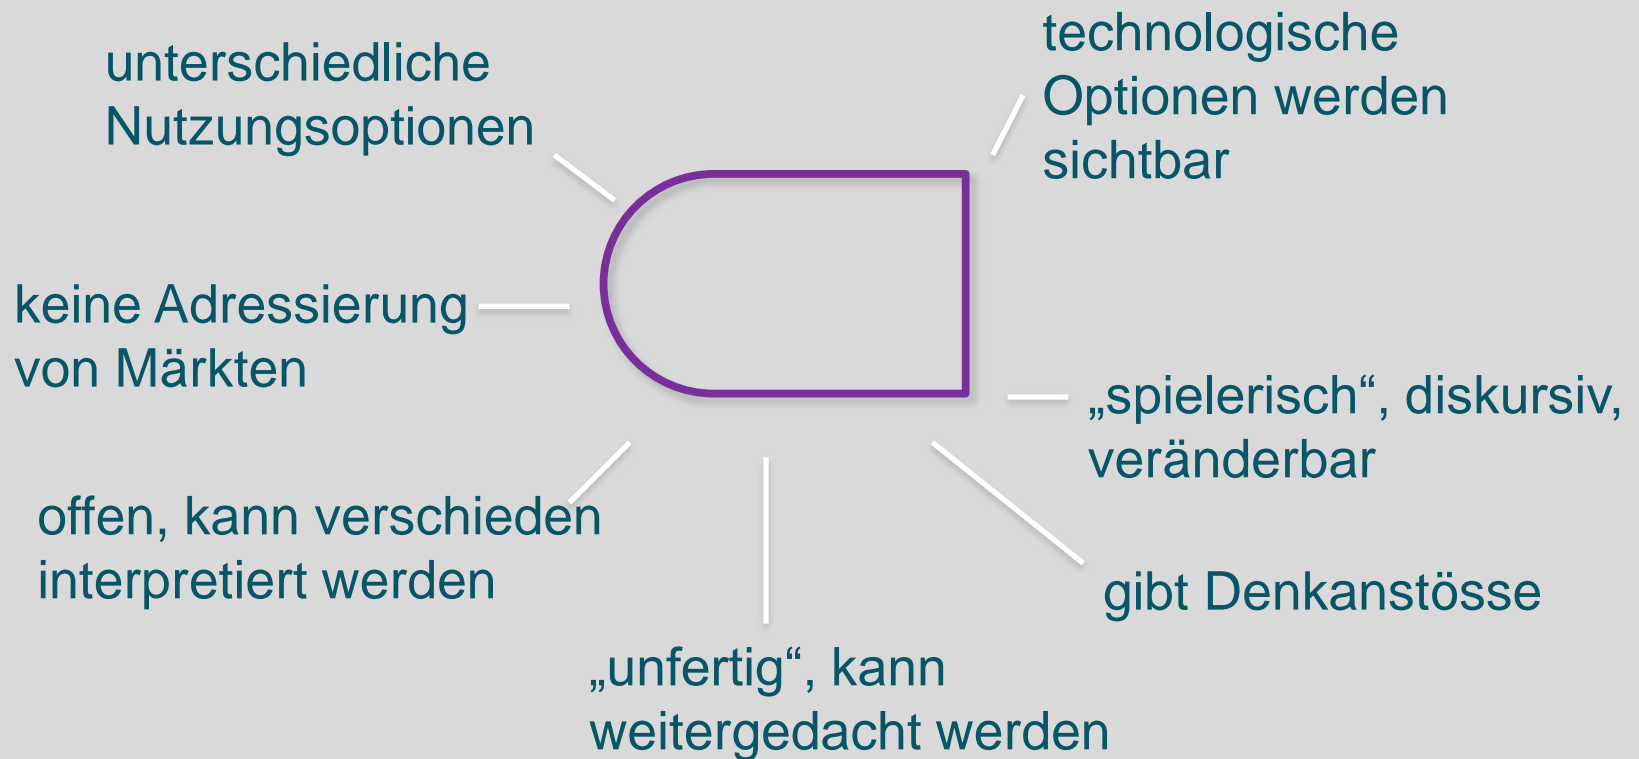 unterschiedliche
Nutzungsoptionen
technologische
Optionen werden
sichtbar
keine Adressierung
von Märkten
„spielerisch“, diskursiv,
veränderbar
offen, kann verschieden
interpretiert werden
gibt Denkanstösse
„unfertig“, kann
weitergedacht werden